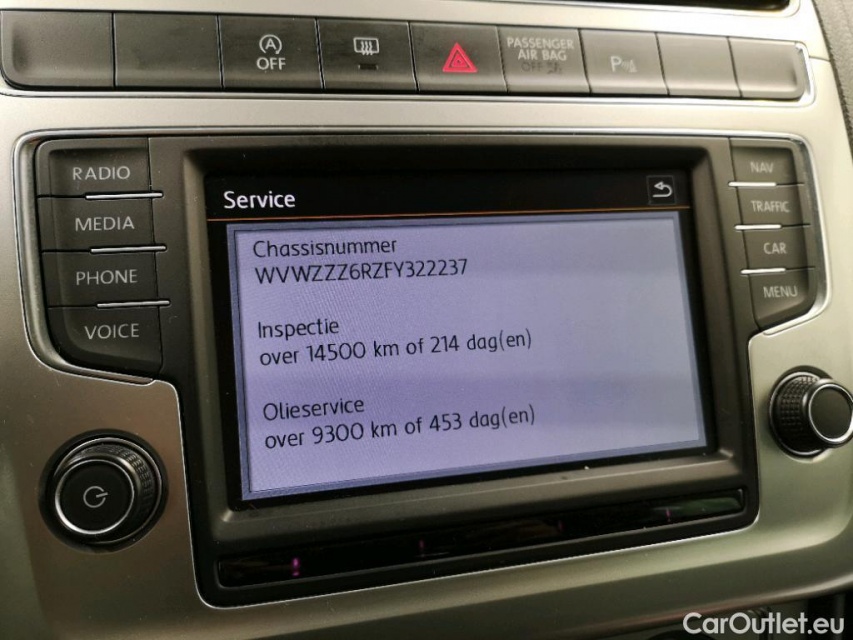 OFF
PASSENGER
AIR BAG
RADIO
MEDIA
PHONE
VOICE
Service
Chassisnummer
WVWZZZ6RZFY322237
Inspectie
over 14500 km of 214 dag(en)
Olieservice
over 9300 km of 453 dag(en)
NAV
TRAFFIC
CAR
MENU
CarOutlet.eu